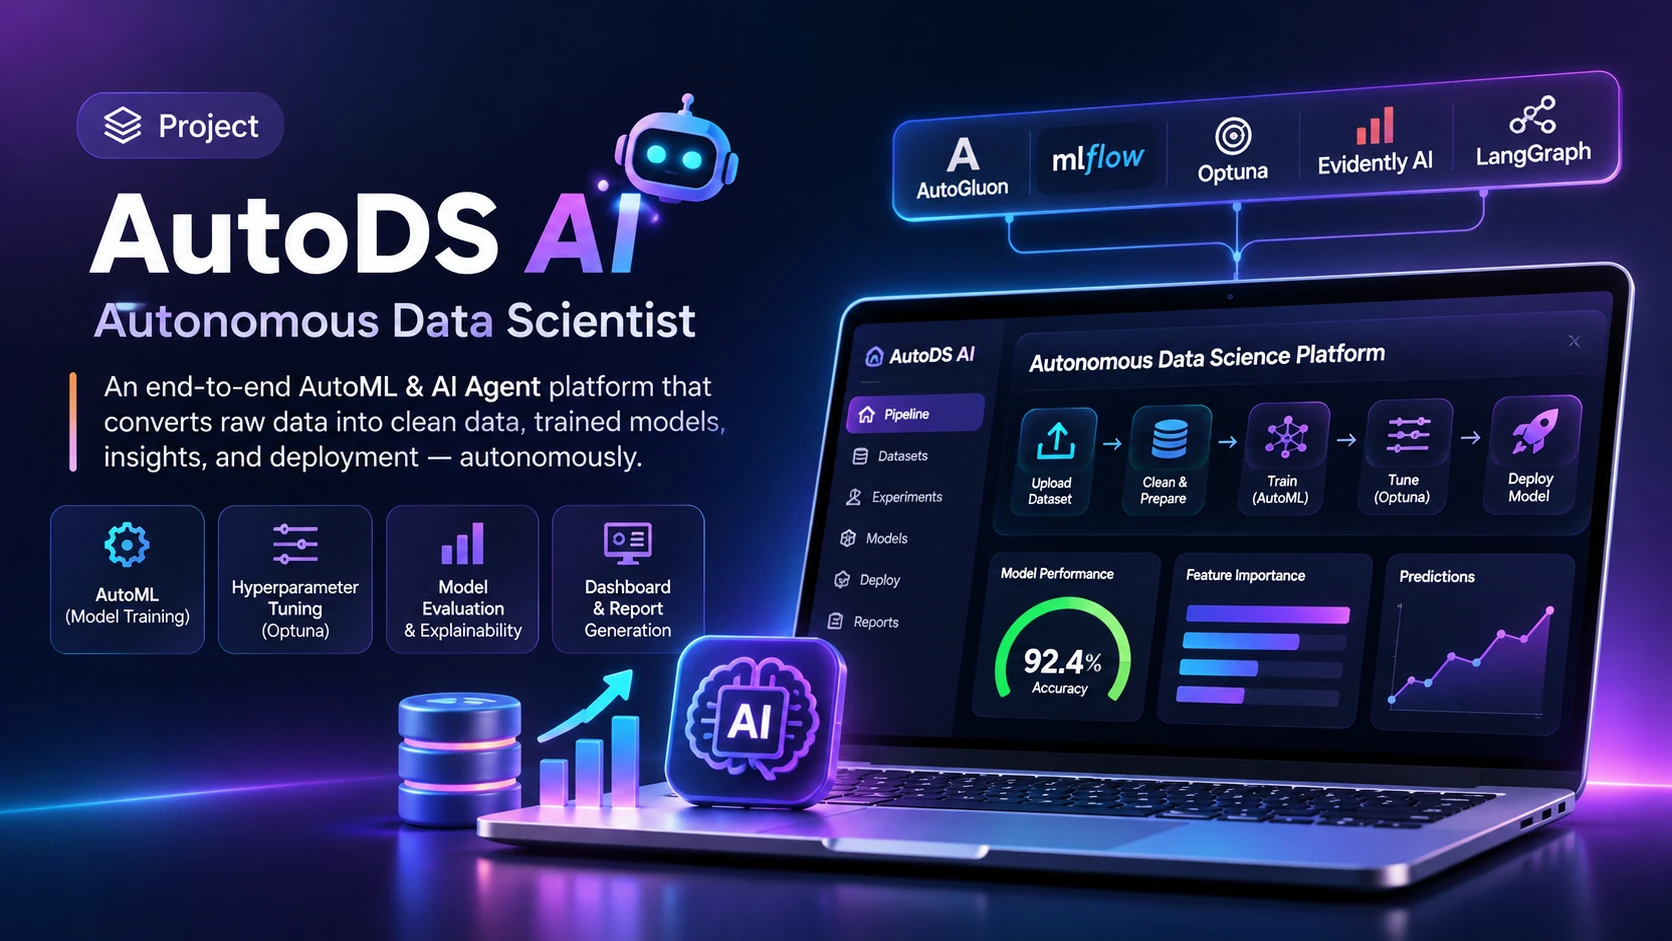 Project
AutoDS AI
Autonomous Data Scientist
An end-to-end AutoML & AI Agent platform that
converts raw data into clean data, trained models,
insights, and deployment — autonomously.
AutoML
(Model Training)
Hyperparameter
Tuning
(Optuna)
Model
Evaluation
& Explainability
Dashboard
& Report
Generation
AI
A
AutoGluon
mlflow
Optuna
Evidently AI
LangGraph
AutoDS AI
Pipeline
Datasets
Experiments
Models
Deploy
Reports
Autonomous Data Science Platform
Upload
Dataset
Clean &
Prepare
Train
(AutoML)
Tune
(Optuna)
Deploy
Model
Model Performance
92.4%
Accuracy
Feature Importance
Predictions